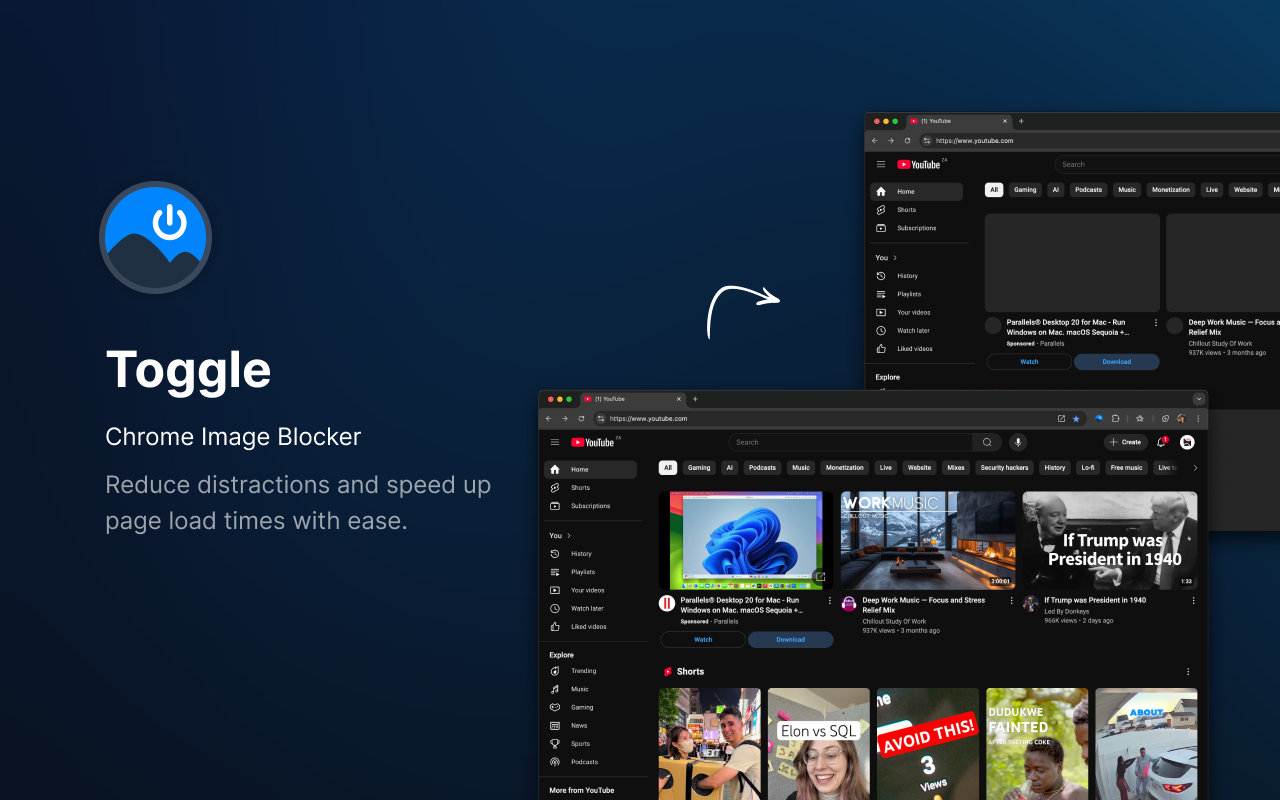 Toggle
Chrome Image Blocker
Reduce distractions and speed up
page load times with ease.
(1) YouTube
https://www.youtube.com
YouTube ZA
Search
Home
Shorts
Subscriptions
You
History
Playlists
Your videos
Watch later
Liked videos
Explore
All
Gaming
AI
Podcasts
Music
Monetization
Live
Website
Parallels® Desktop 20 for Mac - Run
Windows on Mac. macOS Sequoia +...
Sponsored · Parallels
Watch
Download
Deep Work Music — Focus a
Relief Mix
Chillout Study Of Work
937K views · 3 months ago
(1) YouTube
https://www.youtube.com
YouTube ZA
Search
Create
1
Home
Shorts
Subscriptions
You
History
Playlists
Your videos
Watch later
Liked videos
Explore
Trending
Music
Gaming
News
Sports
Podcasts
More from YouTube
All
Gaming
AI
Podcasts
Music
Monetization
Live
Website
Mixes
Security hackers
History
Lo-fi
Free music
Live
WORK MUSIC
CHILLOUT MUSIC
3:00:01
If Trump was
President in 1940
1:33
Parallels® Desktop 20 for Mac - Run
Windows on Mac. macOS Sequoia +...
Sponsored · Parallels
Watch
Download
Deep Work Music — Focus and Stress
Relief Mix
Chillout Study Of Work
937K views · 3 months ago
If Trump was President in 1940
Led By Donkeys
966K views · 2 days ago
Shorts
Elon vs SQL
AVOID THIS!
3
Views
DUDUKWE
FAINTED
AFTER TASTING COKE
ABOUT